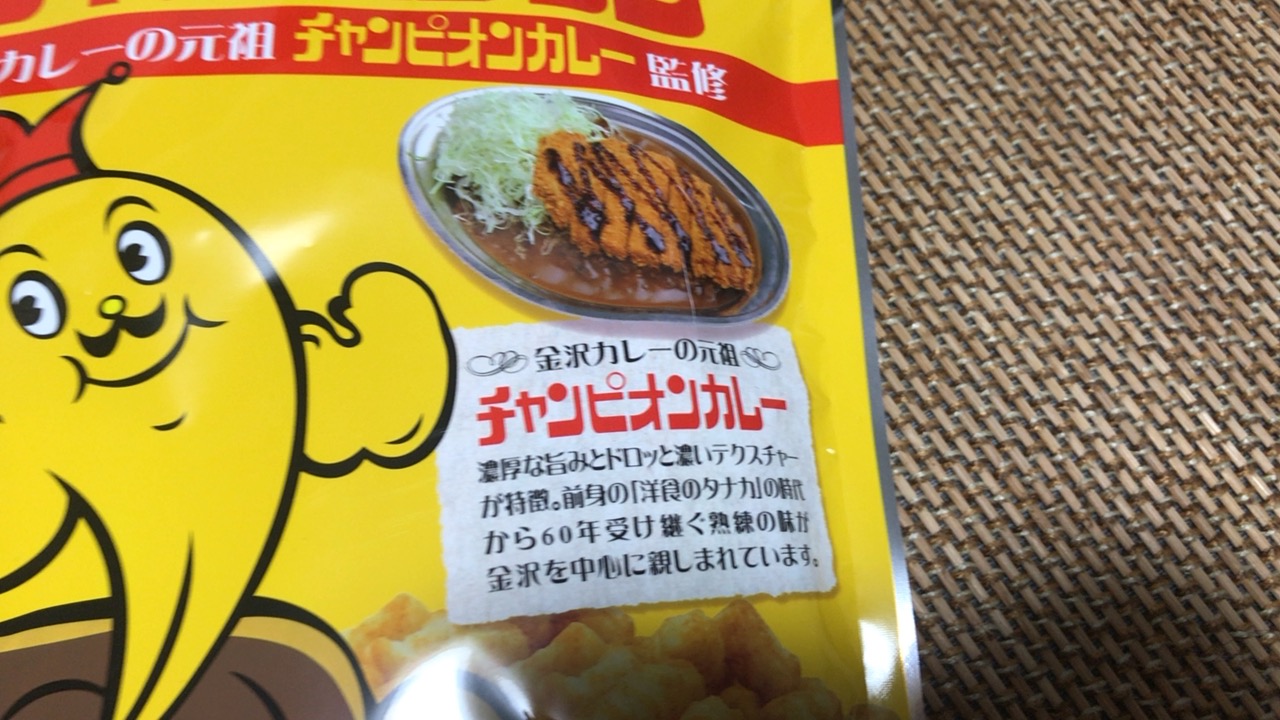 カレーの元祖 チャンピオンカレー 監修
金沢カレーの元祖
チャンピオンカレー
濃厚な旨みとドロッと濃いテクスチャー
が特徴。前身の「洋食のタナカ」の時代
から60年受け継ぐ熟練の味が
金沢を中心に親しまれています。